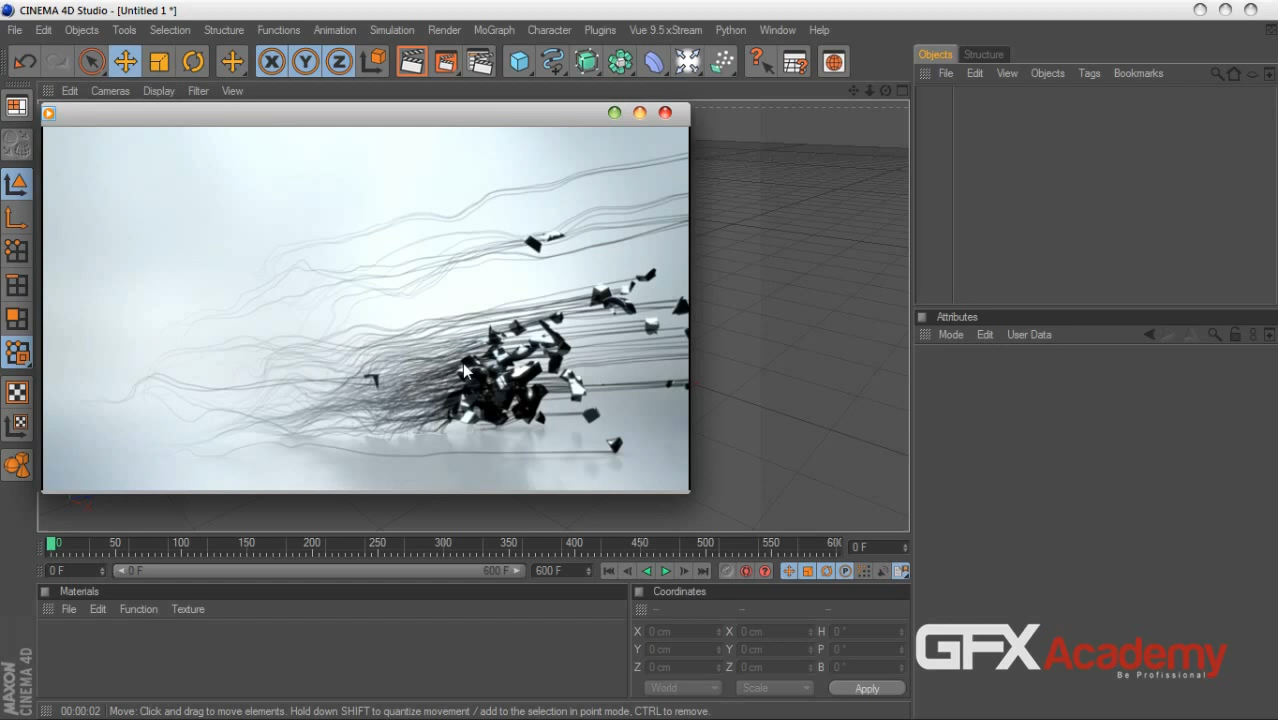 CINEMA 4D Studio - [Untitled 1 *]
File Edit Objects Tools Selection Structure Functions Animation Simulation Render MoGraph Character Plugins Vue 9.5 xStream Python Window Help
Objects Structure
File Edit View Objects Tags Bookmarks
Edit Cameras Display Filter View
X Y Z
Attributes
Mode Edit User Data
0 50 100 150 200 250 300 350 400 450 500 550 600 0 F
0 F 0 F 600 F 600 F
Materials
File Edit Function Texture
Coordinates
-- -- --
X 0 cm X 0 cm H 0 °
Y 0 cm Y 0 cm P 0 °
Z 0 cm Z 0 cm B 0 °
World Scale Apply
GFX Academy
Be Prifissional
MAXON
CINEMA 4D
00:00:02 Move: Click and drag to move elements. Hold down SHIFT to quantize movement / add to the selection in point mode, CTRL to remove.